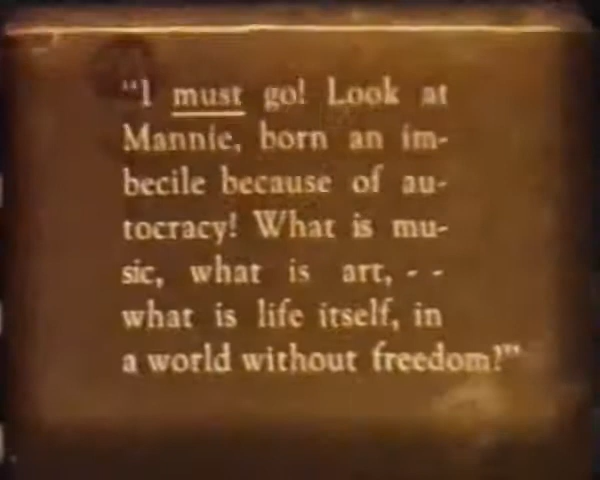 "I must go! Look at
Mannie, born an im-
becile because of au-
tocracy! What is mu-
sic, what is art, - -
what is life itself, in
a world without freedom?"